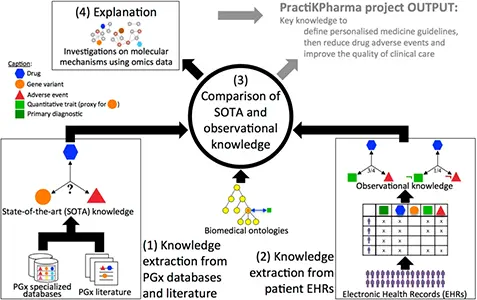 (4) Explanation
Investigations on molecular
mechanisms using omics data
PractiKPharma project OUTPUT:
Key knowledge to
define personalised medicine guidelines,
then reduce drug adverse events and
improve the quality of clinical care
Caption:
Drug
Gene variant
Adverse event
Quantitative trait (proxy for )
Primary diagnostic
(3)
Comparison of
SOTA and
observational
knowledge
?
State-of-the-art (SOTA) knowledge
PGx specialized
databases
PGx literature
Biomedical ontologies
(1) Knowledge
extraction from
PGx databases
and literature
(2) Knowledge
extraction from
patient EHRs
3/4
¬
1/4
¬
Observational knowledge
x x x
x x x
x x
x x x
Electronic Health Records (EHRs)